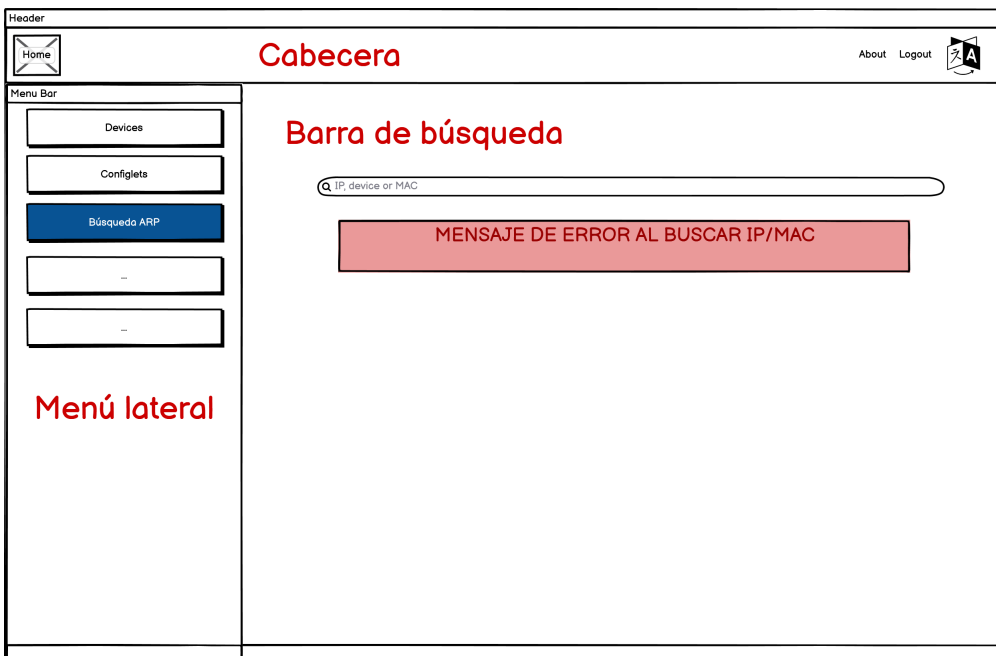 Header
Home
Cabecera
About Logout
文 A
Menu Bar
Devices
Configlets
Búsqueda ARP
...
...
Menú lateral
Barra de búsqueda
IP, device or MAC
MENSAJE DE ERROR AL BUSCAR IP/MAC